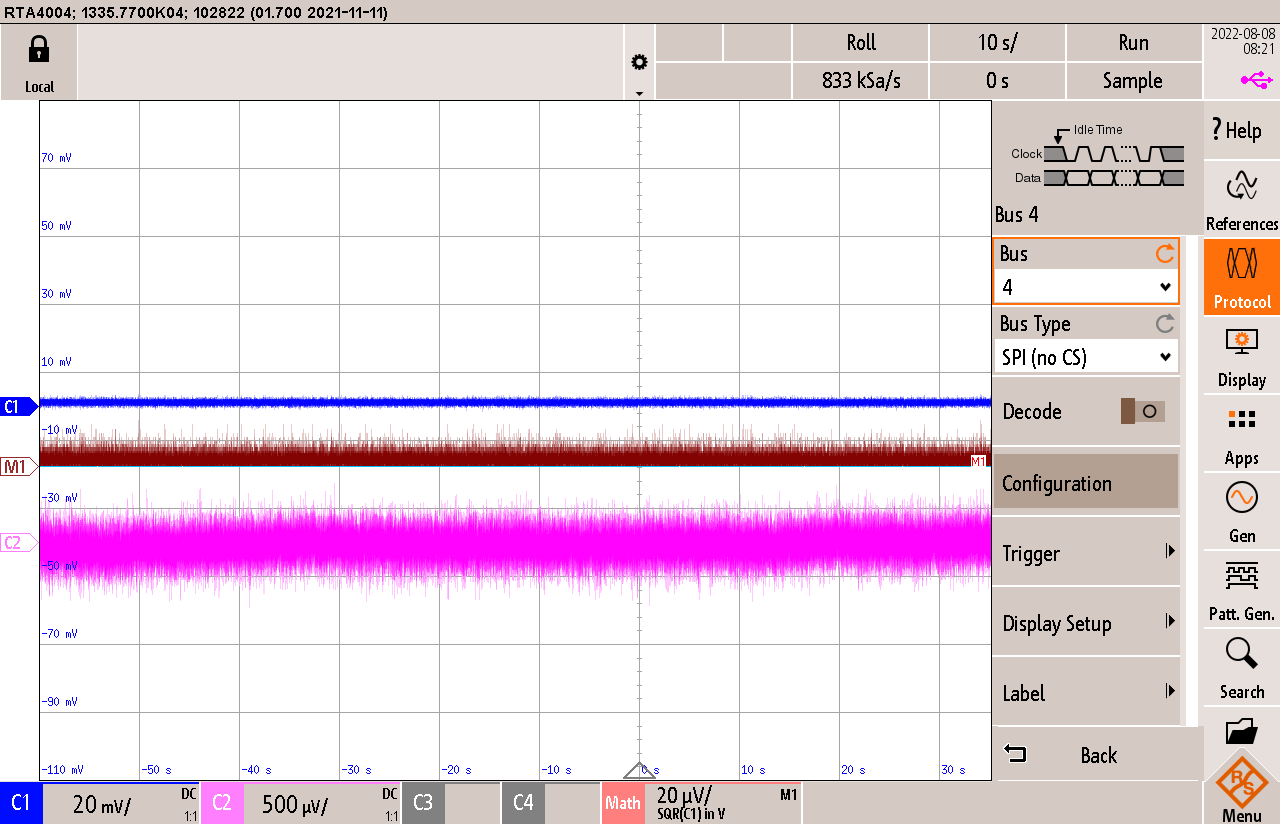 RTA4004; 1335.7700K04; 102822 (01.700 2021-11-11)
Local
Roll
10 s/
Run
833 kSa/s
0 s
Sample
2022-08-08
08:21
Idle Time
Clock
Data
Bus 4
Bus
4
Bus Type
SPI (no CS)
Decode
Configuration
Trigger
Display Setup
Label
Back
? Help
References
Protocol
Display
Apps
Gen
Patt. Gen.
Search
R/S
Menu
70 mV
50 mV
30 mV
10 mV
C1
-10 mV
M1
M1
-30 mV
C2
-50 mV
-70 mV
-90 mV
-110 mV
-50 s
-40 s
-30 s
-20 s
-10 s
0 s
10 s
20 s
30 s
C1
20 mV/
DC
1:1
C2
500 µV/
DC
1:1
C3
C4
Math
20 µV/
SQR(C1) in V
M1